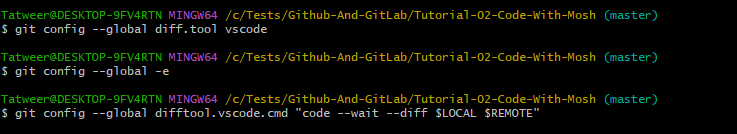 Tatweer@DESKTOP-9FV4RTN MINGW64 /c/Tests/Github-And-GitLab/Tutorial-02-Code-With-Mosh (master)
$ git config --global diff.tool vscode
Tatweer@DESKTOP-9FV4RTN MINGW64 /c/Tests/Github-And-GitLab/Tutorial-02-Code-With-Mosh (master)
$ git config --global -e
Tatweer@DESKTOP-9FV4RTN MINGW64 /c/Tests/Github-And-GitLab/Tutorial-02-Code-With-Mosh (master)
$ git config --global difftool.vscode.cmd "code --wait --diff $LOCAL $REMOTE"